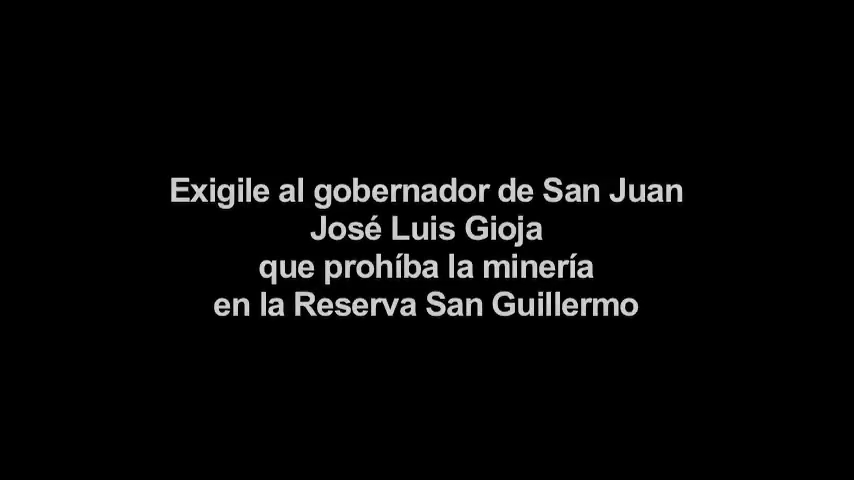 Exigile al gobernador de San Juan
José Luis Gioja
que prohíba la minería
en la Reserva San Guillermo